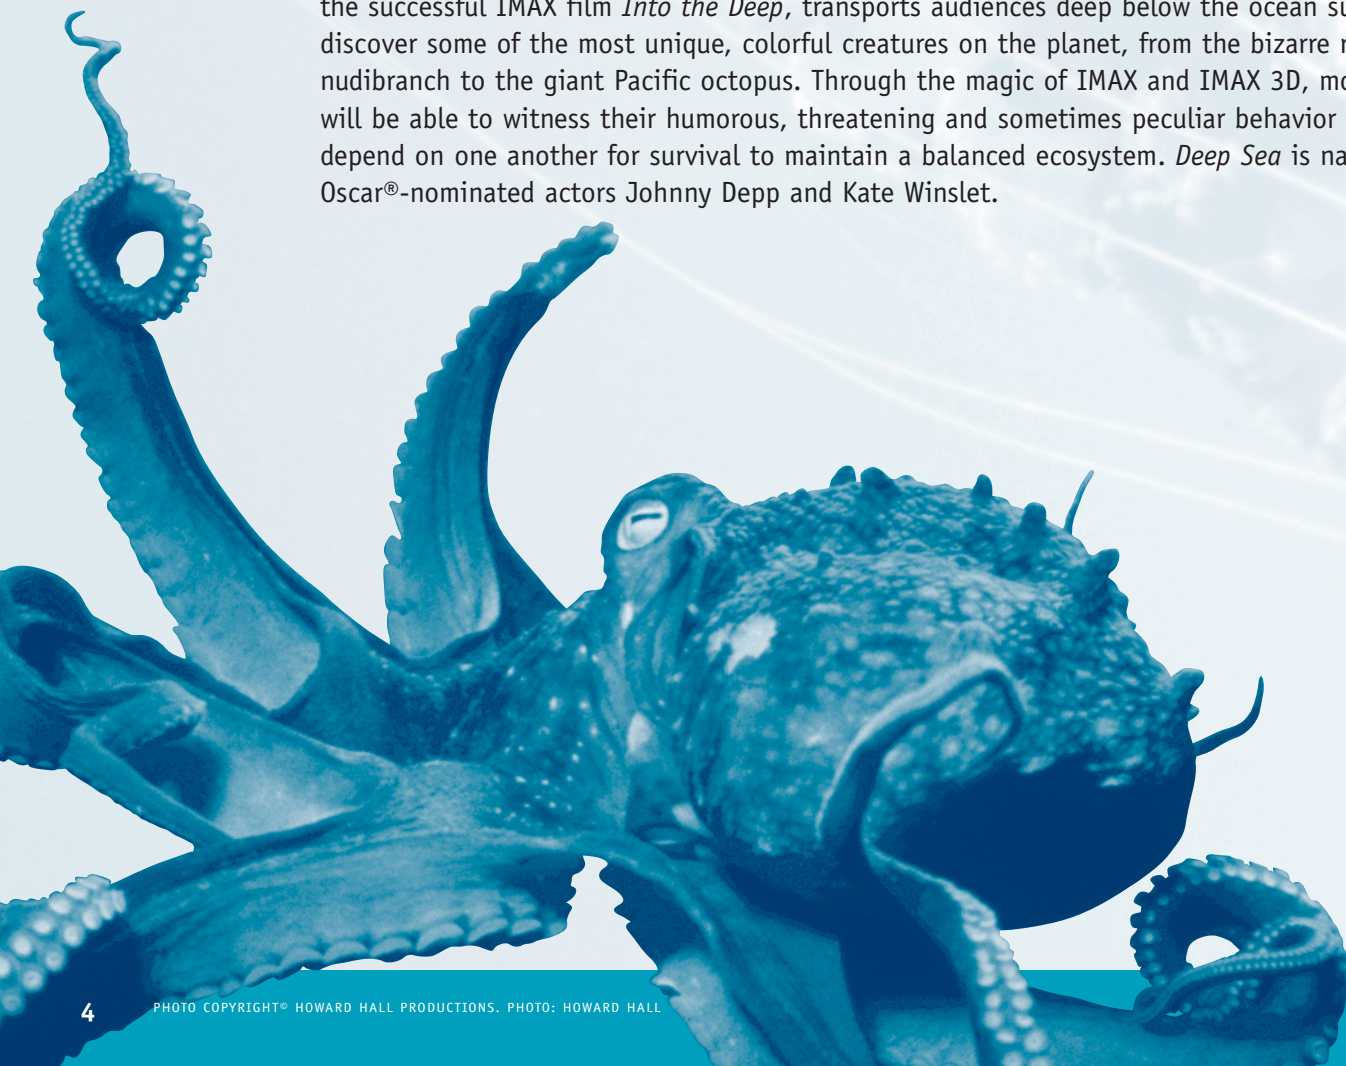 the successful IMAX film Into the Deep, transports audiences deep below the ocean
discover some of the most unique, colorful creatures on the planet, from the bizarre
nudibranch to the giant Pacific octopus. Through the magic of IMAX and IMAX 3D,
will be able to witness their humorous, threatening and sometimes peculiar behavior
depend on one another for survival to maintain a balanced ecosystem. Deep Sea is
Oscar®-nominated actors Johnny Depp and Kate Winslet.
4
PHOTO COPYRIGHT© HOWARD HALL PRODUCTIONS. PHOTO: HOWARD HALL